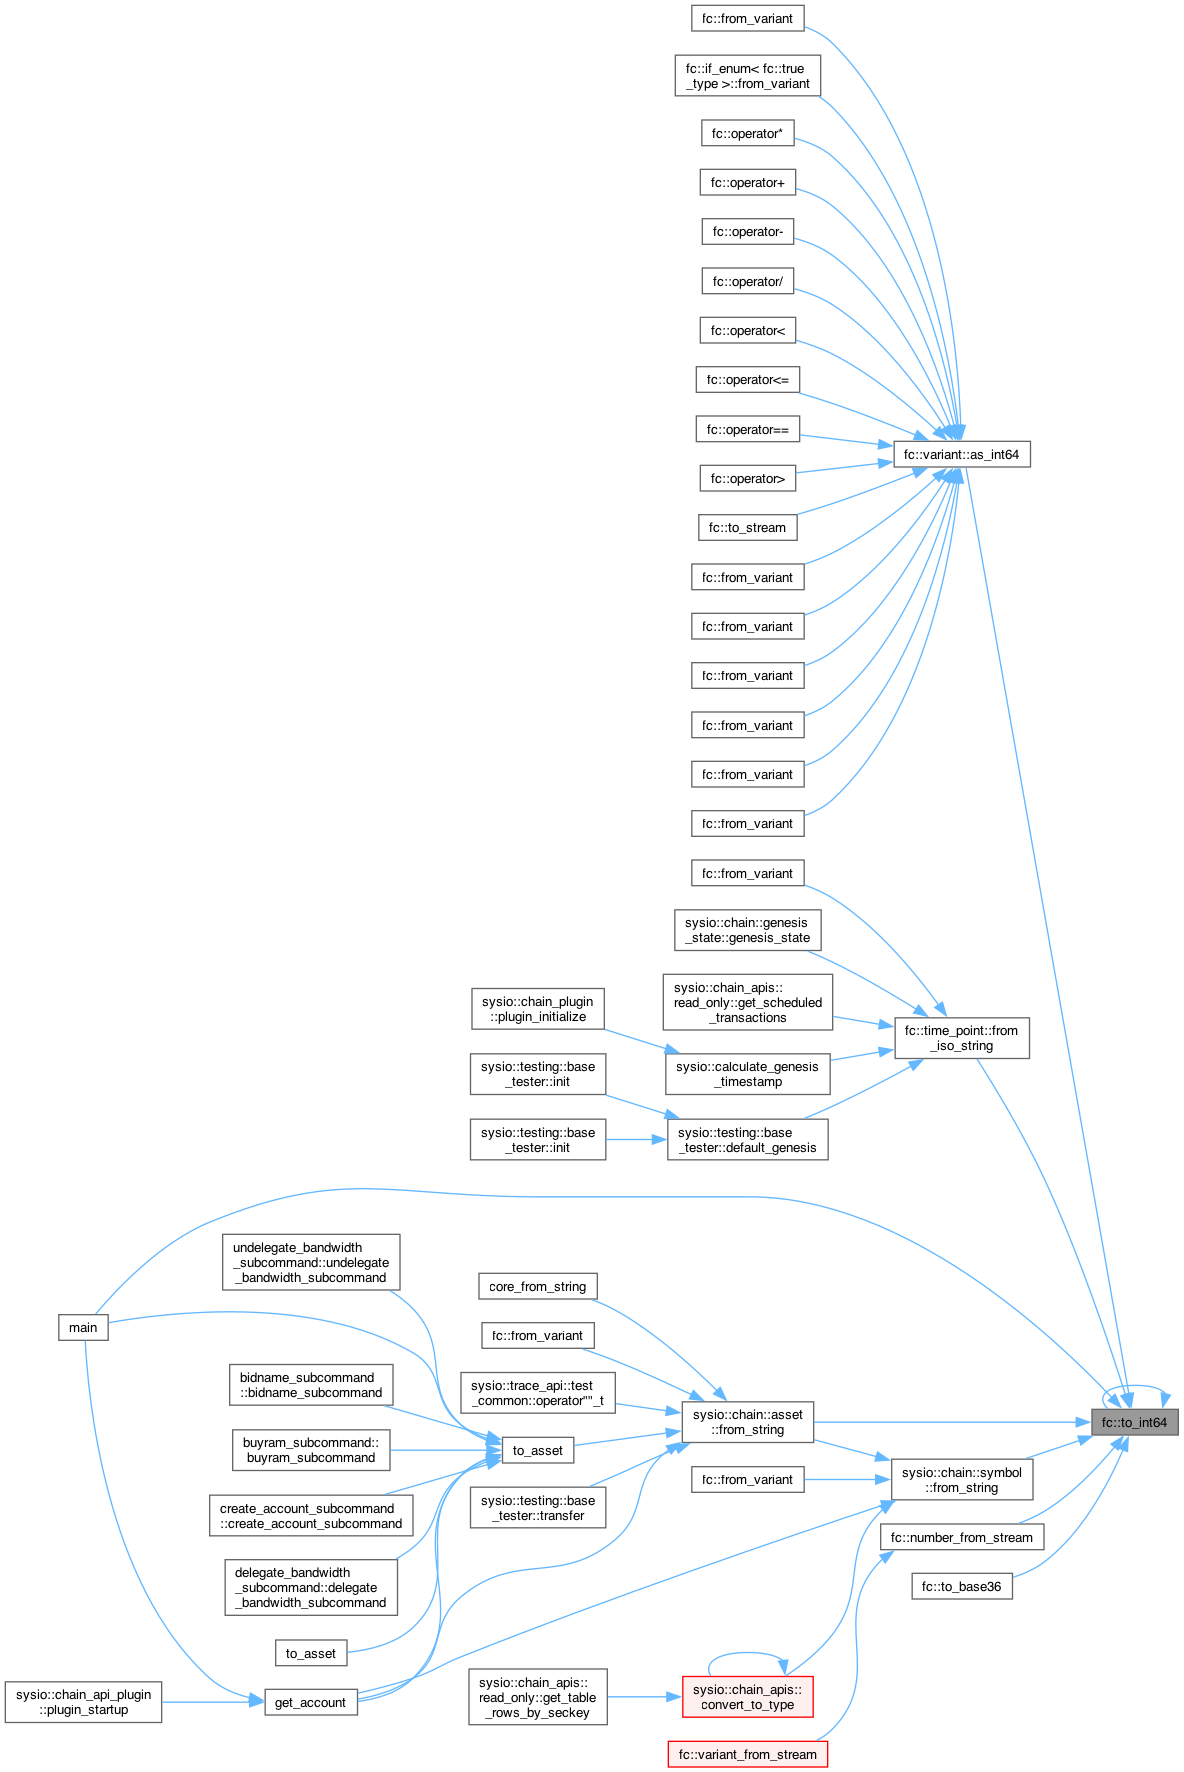 fc::from_variant
fc::if_enum< fc::true
_type >::from_variant
fc::operator*
fc::operator+
fc::operator-
fc::operator/
fc::operator<
fc::operator<=
fc::operator==
fc::variant::as_int64
fc::operator>
fc::to_stream
fc::from_variant
fc::from_variant
fc::from_variant
fc::from_variant
fc::from_variant
fc::from_variant
fc::from_variant
sysio::chain::genesis
_state::genesis_state
sysio::chain_apis::
read_only::get_scheduled
_transactions
sysio::chain_plugin
::plugin_initialize
fc::time_point::from
_iso_string
sysio::testing::base
_tester::init
sysio::calculate_genesis
_timestamp
sysio::testing::base
_tester::init
sysio::testing::base
_tester::default_genesis
undelegate_bandwidth
_subcommand::undelegate
_bandwidth_subcommand
core_from_string
main
fc::from_variant
bidname_subcommand
::bidname_subcommand
sysio::trace_api::test
_common::operator""_t
sysio::chain::asset
::from_string
fc::to_int64
buyram_subcommand::
buyram_subcommand
to_asset
fc::from_variant
sysio::chain::symbol
::from_string
create_account_subcommand
::create_account_subcommand
sysio::testing::base
_tester::transfer
fc::number_from_stream
delegate_bandwidth
_subcommand::delegate
_bandwidth_subcommand
fc::to_base36
to_asset
sysio::chain_api_plugin
::plugin_startup
get_account
sysio::chain_apis::
read_only::get_table
_rows_by_seckey
sysio::chain_apis::
convert_to_type
fc::variant_from_stream